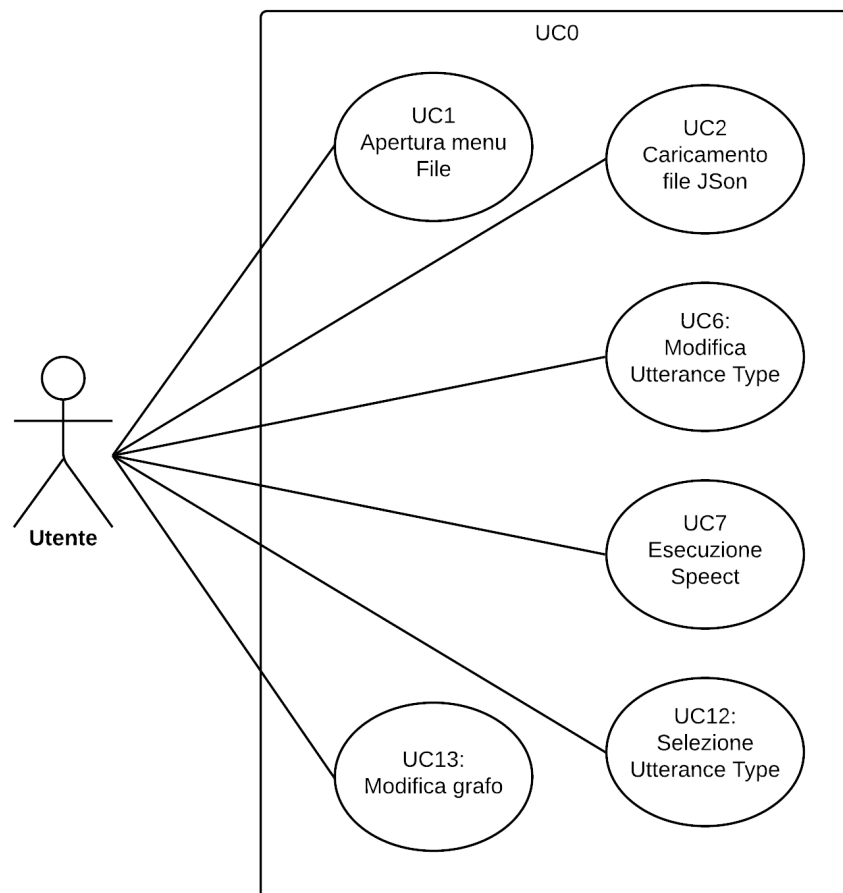 UC0
UC1
Apertura menu
File
UC2
Caricamento
file JSon
UC6:
Modifica
Utterance Type
UC7
Esecuzione
Speect
Utente
UC12:
Selezione
Utterance Type
UC13:
Modifica grafo